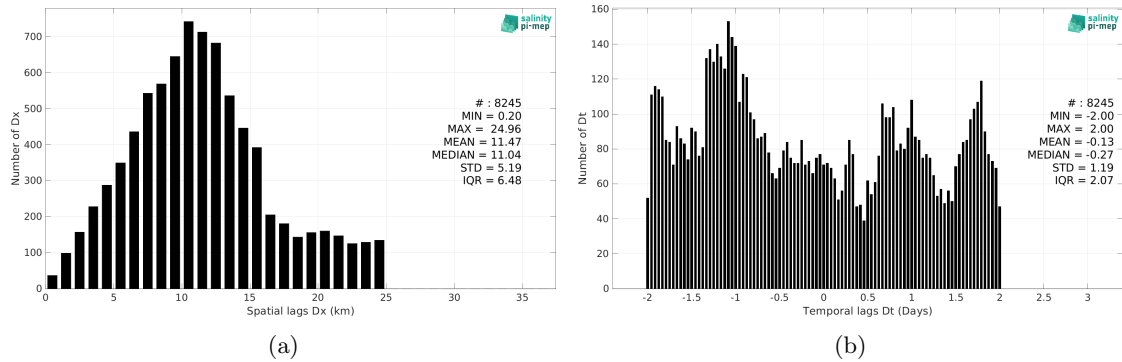 salinity
pi-mep
700
600
500
400
300
200
100
0
Number of Dx
# : 8245
MIN = 0.20
MAX = 24.96
MEAN = 11.47
MEDIAN = 11.04
STD = 5.19
IQR = 6.48
0 5 10 15 20 25 30 35
Spatial lags Dx (km)
(a)
salinity
pi-mep
160
140
120
100
80
60
40
20
0
Number of Dt
# : 8245
MIN = -2.00
MAX = 2.00
MEAN = -0.13
MEDIAN = -0.27
STD = 1.19
IQR = 2.07
-2 -1.5 -1 -0.5 0 0.5 1 1.5 2 2.5 3
Temporal lags Dt (Days)
(b)